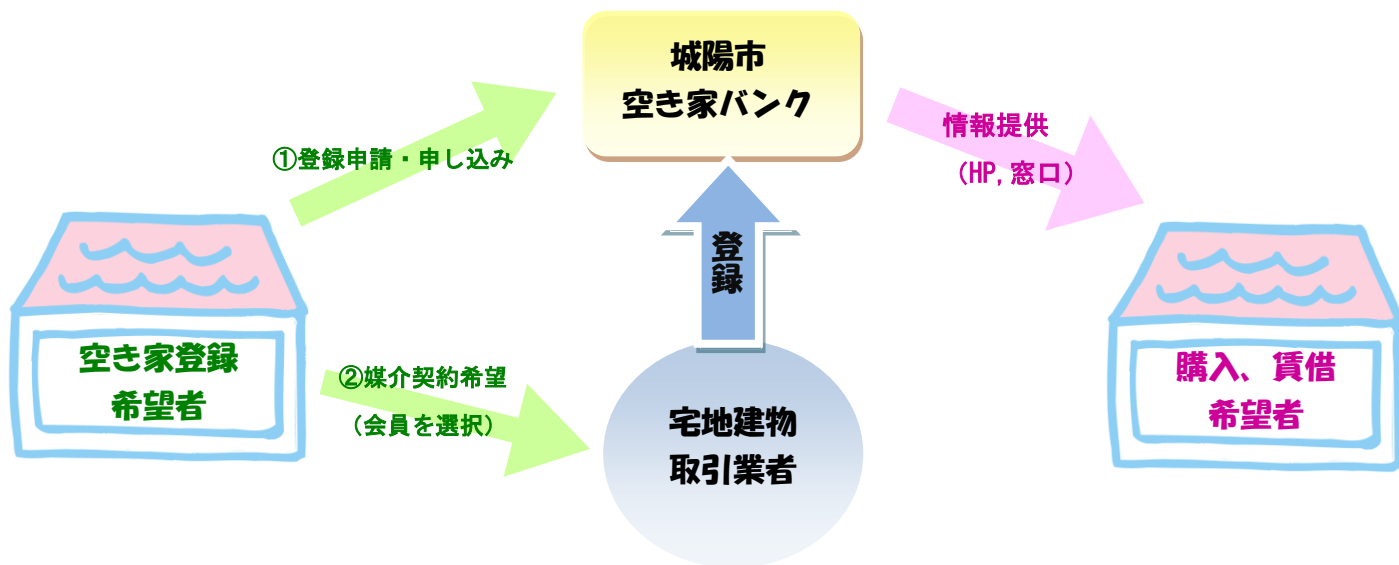 城陽市
空き家バンク
①登録申請・申し込み
情報提供
（HP,窓口）
登録
空き家登録
希望者
②媒介契約希望
（会員を選択）
宅地建物
取引業者
購入、賃借
希望者